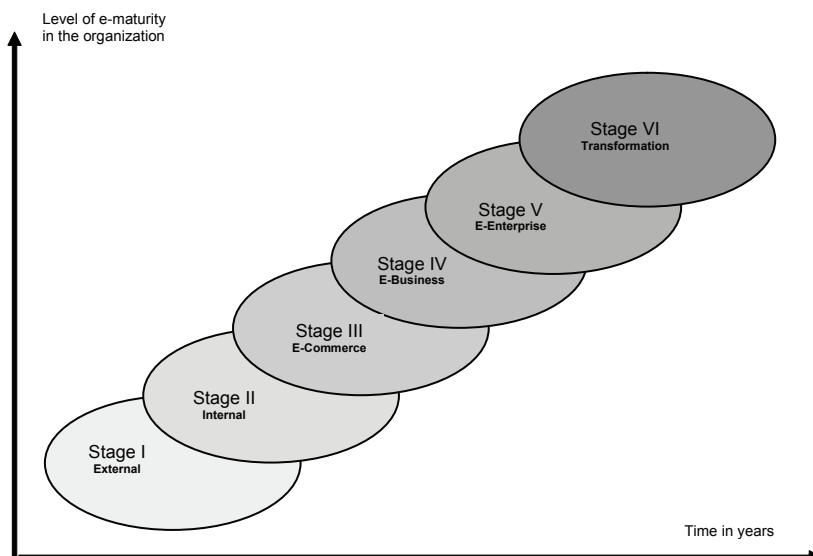 Level of e-maturity
in the organization
Stage VI
Transformation
Stage V
E-Enterprise
Stage IV
E-Business
Stage III
E-Commerce
Stage II
Internal
Stage I
External
Time in years